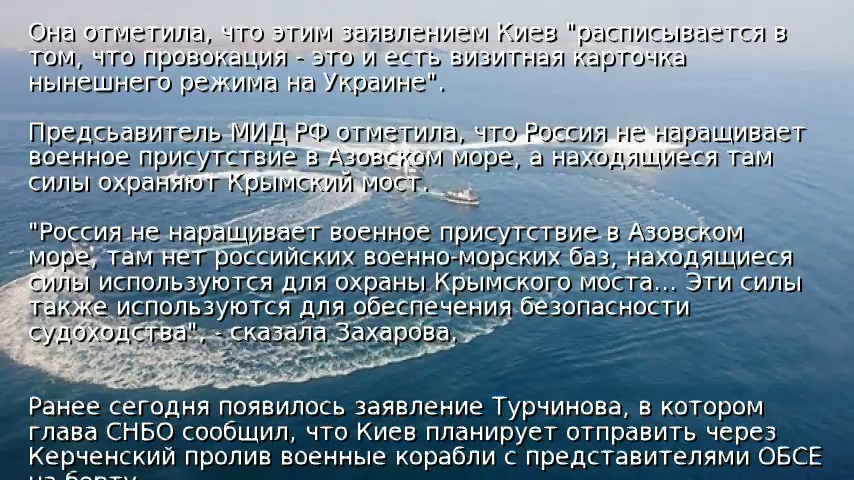 Она отметила, что этим заявлением Киев "расписывается в
том, что провокация - это и есть визитная карточка
нынешнего режима на Украине".
Предсьавитель МИД РФ отметила, что Россия не наращивает
военное присутствие в Азовском море, а находящиеся там
силы охраняют Крымский мост.
"Россия не наращивает военное присутствие в Азовском
море, там нет российских военно-морских баз, находящиеся
силы используются для охраны Крымского моста... Эти силы
также используются для обеспечения безопасности
судоходства", - сказала Захарова.
Ранее сегодня появилось заявление Турчинова, в котором
глава СНБО сообщил, что Киев планирует отправить через
Керченский пролив военные корабли с представителями ОБСЕ
на борту